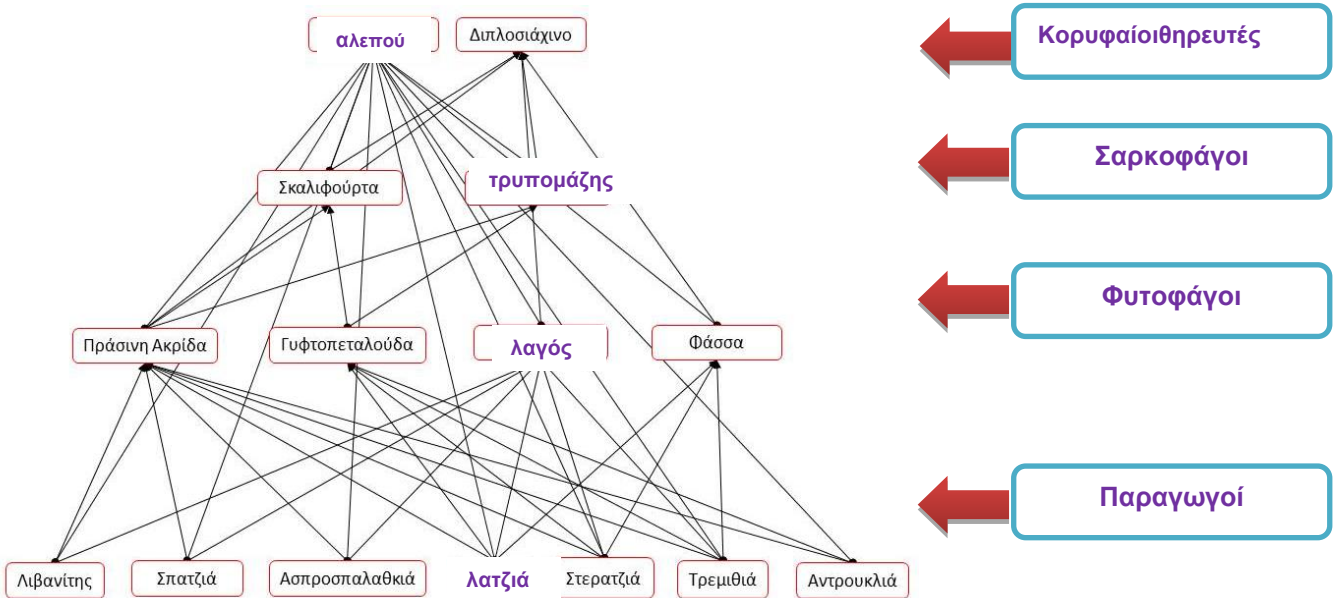 αλεπού
Διπλοσιάχινο
Κορυφαίοιθηρευτές
Σκαλιφούρτα
τρυπομάζης
Σαρκοφάγοι
Πράσινη Ακρίδα
Γυφτοπεταλούδα
λαγός
Φάσσα
Φυτοφάγοι
Παραγωγοί
Λιβανίτης
Σπατζιά
Ασπροσπαλαθκιά
λατζιά
Στερατζιά
Τρεμιθιά
Αντρουκλιά